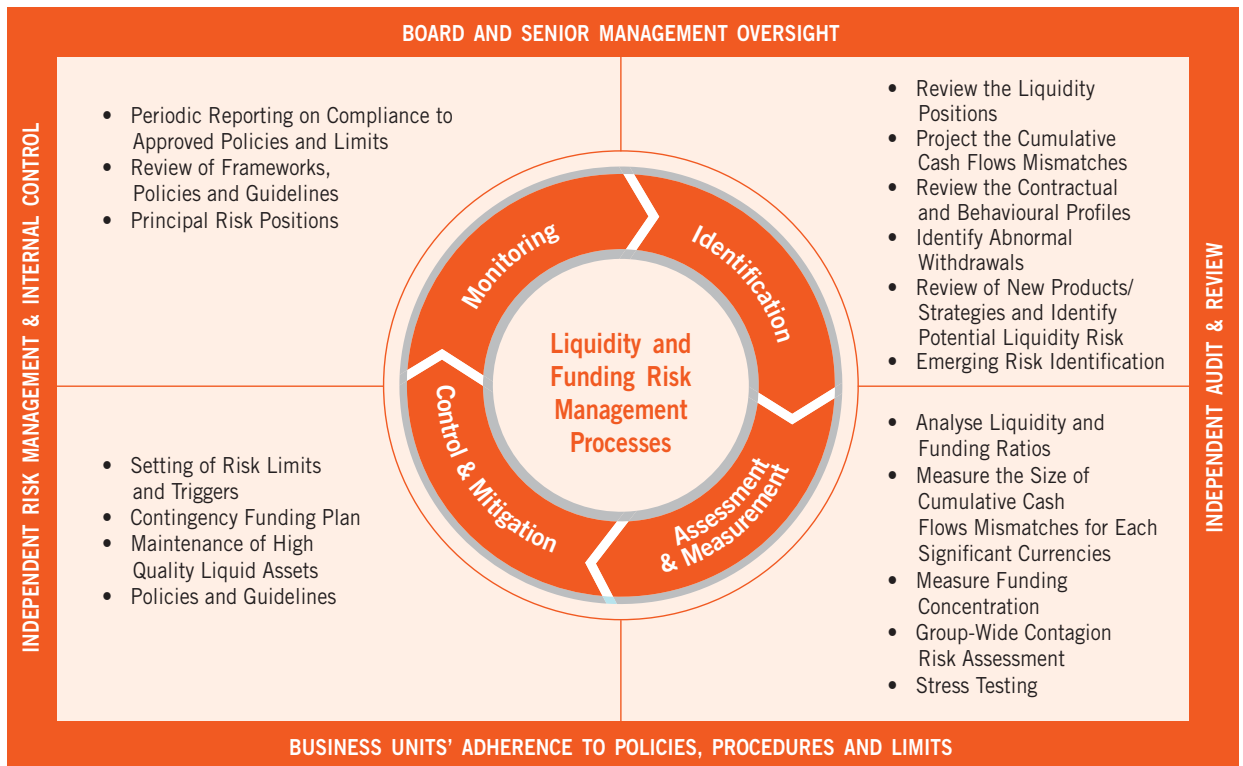 BOARD AND SENIOR MANAGEMENT OVERSIGHT
INDEPENDENT RISK MANAGEMENT & INTERNAL CONTROL
• Periodic Reporting on Compliance to
Approved Policies and Limits
• Review of Frameworks,
Policies and Guidelines
• Principal Risk Positions
• Review the Liquidity
Positions
• Project the Cumulative
Cash Flows Mismatches
• Review the Contractual
and Behavioural Profiles
• Identify Abnormal
Withdrawals
• Review of New Products/
Strategies and Identify
Potential Liquidity Risk
• Emerging Risk Identification
Monitoring
Identification
Liquidity and
Funding Risk
Management
Processes
Control & Mitigation
Assessment
& Measurement
• Setting of Risk Limits
and Triggers
• Contingency Funding Plan
• Maintenance of High
Quality Liquid Assets
• Policies and Guidelines
• Analyse Liquidity and
Funding Ratios
• Measure the Size of
Cumulative Cash
Flows Mismatches for Each
Significant Currencies
• Measure Funding
Concentration
• Group-Wide Contagion
Risk Assessment
• Stress Testing
INDEPENDENT AUDIT & REVIEW
BUSINESS UNITS' ADHERENCE TO POLICIES, PROCEDURES AND LIMITS